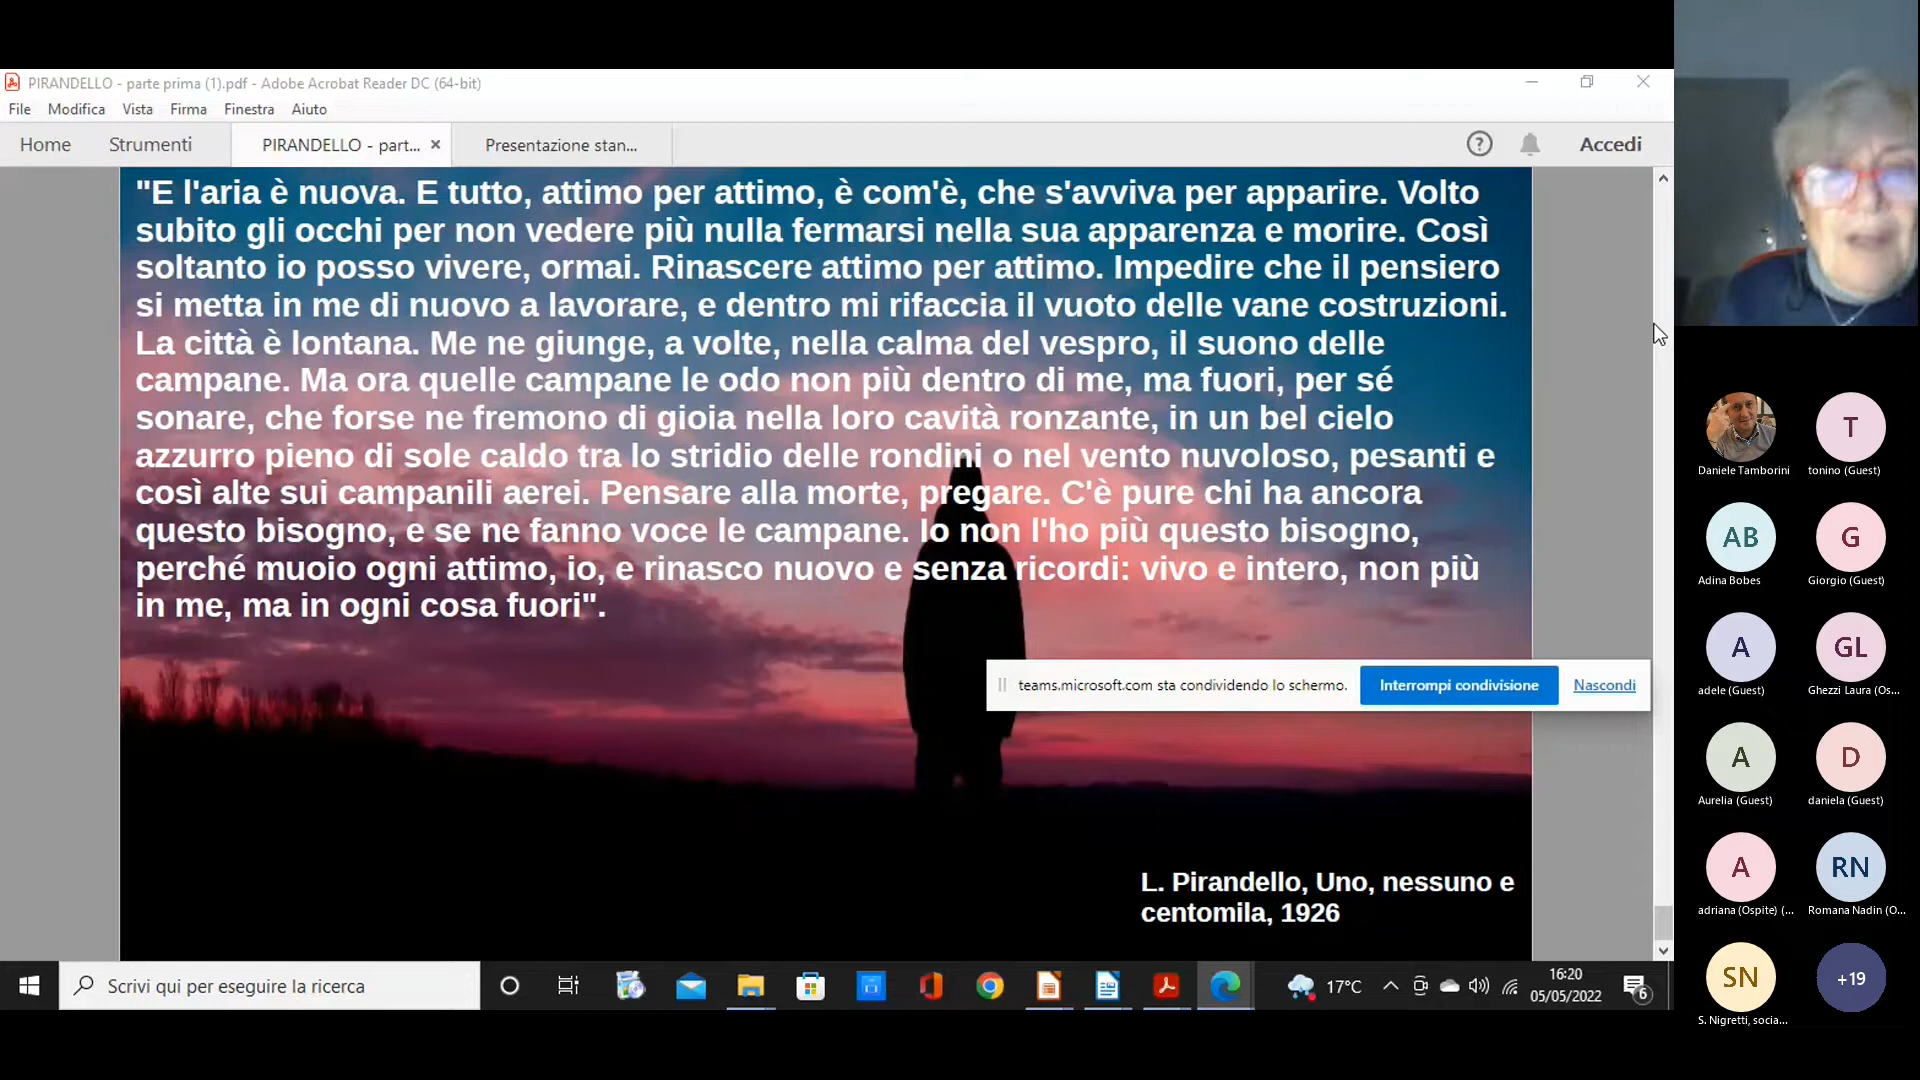 PIRANDELLO - parte prima (1).pdf - Adobe Acrobat Reader DC (64-bit)
File Modifica Vista Firma Finestra Aiuto
Home Strumenti PIRANDELLO - part... × Presentazione stan... ? Accedi
"E l'aria è nuova. E tutto, attimo per attimo, è com'è, che s'avviva per apparire. Volto
subito gli occhi per non vedere più nulla fermarsi nella sua apparenza e morire. Così
soltanto io posso vivere, ormai. Rinascere attimo per attimo. Impedire che il pensiero
si metta in me di nuovo a lavorare, e dentro mi rifaccia il vuoto delle vane costruzioni.
La città è lontana. Me ne giunge, a volte, nella calma del vespro, il suono delle
campane. Ma ora quelle campane le odo non più dentro di me, ma fuori, per sé
sonare, che forse ne fremono di gioia nella loro cavità ronzante, in un bel cielo
azzurro pieno di sole caldo tra lo stridio delle rondini o nel vento nuvoloso, pesanti e
così alte sui campanili aerei. Pensare alla morte, pregare. C'è pure chi ha ancora
questo bisogno, e se ne fanno voce le campane. Io non l'ho più questo bisogno,
perché muoio ogni attimo, io, e rinasco nuovo e senza ricordi: vivo e intero, non più
in me, ma in ogni cosa fuori".
teams.microsoft.com sta condividendo lo schermo. Interrompi condivisione Nascondi
L. Pirandello, Uno, nessuno e
centomila, 1926
Scrivi qui per eseguire la ricerca
17°C
16:20
05/05/2022
6
Daniele Tamborini
T
tonino (Guest)
AB
Adina Bobes
G
Giorgio (Guest)
A
adele (Guest)
GL
Ghezzi Laura (Os...
A
Aurelia (Guest)
D
daniela (Guest)
A
adriana (Ospite) (...
RN
Romana Nadin (O...
SN
S. Nigretti, socia...
+19